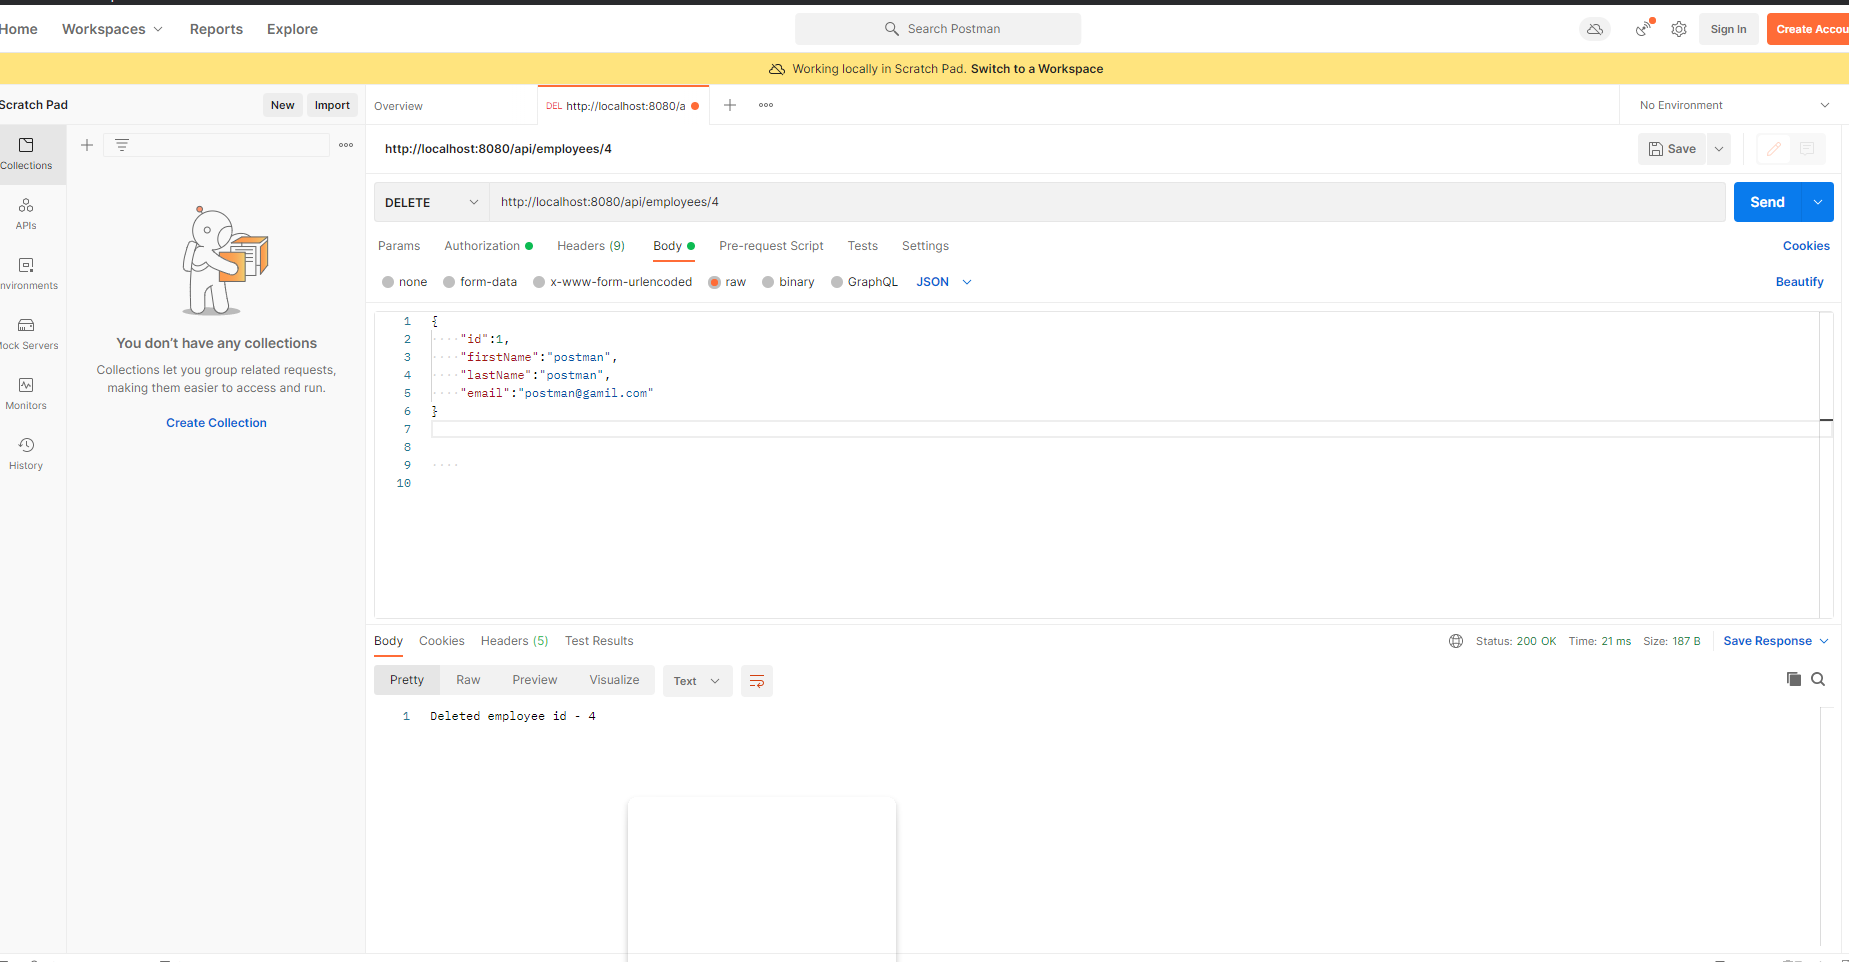 Home Workspaces Reports Explore Search Postman Sign In Create Accou
Working locally in Scratch Pad. Switch to a Workspace
Scratch Pad New Import Overview DEL http://localhost:8080/a No Environment
Collections
APIs
nvironments
Mock Servers
Monitors
History
You don't have any collections
Collections let you group related requests,
making them easier to access and run.
Create Collection
http://localhost:8080/api/employees/4 Save
DELETE http://localhost:8080/api/employees/4 Send
Params Authorization Headers (9) Body Pre-request Script Tests Settings Cookies
none form-data x-www-form-urlencoded raw binary GraphQL JSON Beautify
1 {
2 "id":1,
3 "firstName":"postman",
4 "lastName":"postman",
5 "email":"postman@gamil.com"
6 }
7
8
9
10
Body Cookies Headers (5) Test Results Status: 200 OK Time: 21 ms Size: 187 B Save Response
Pretty Raw Preview Visualize Text
1 Deleted employee id - 4